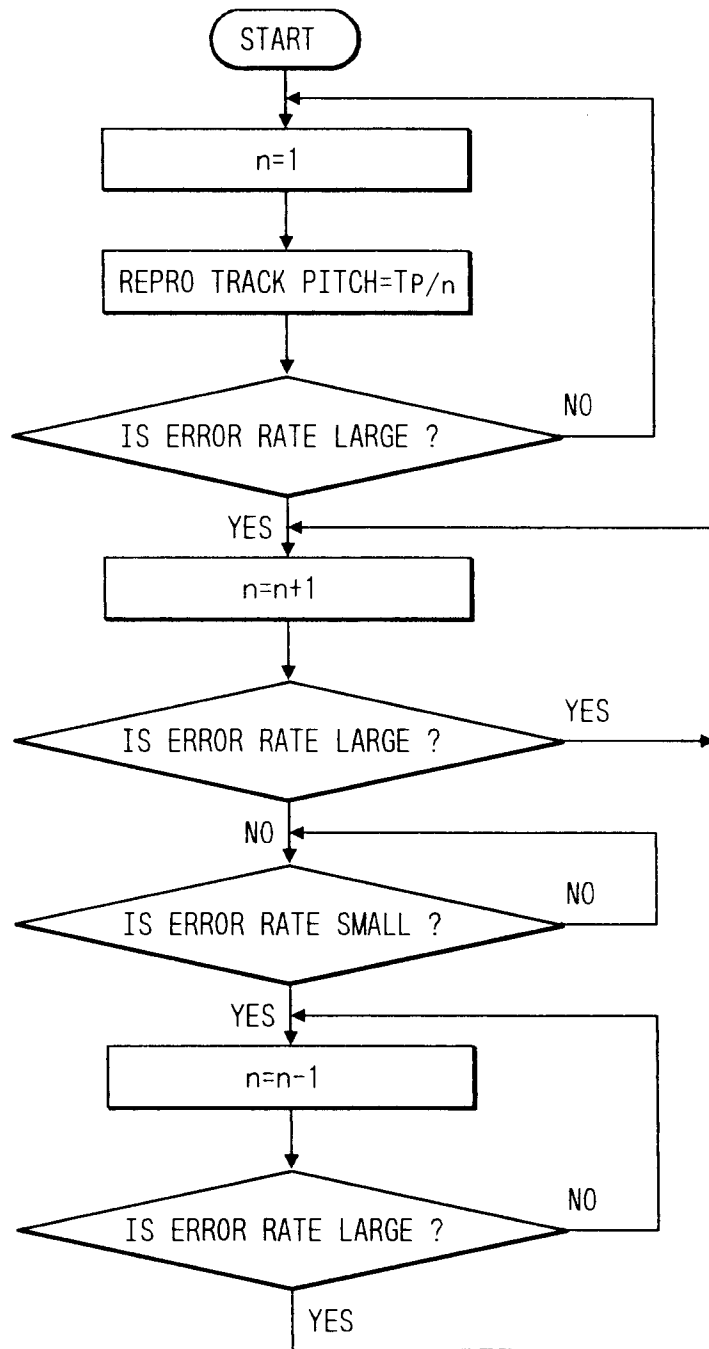 START
n=1
REPRO TRACK PITCH=TP/n
IS ERROR RATE LARGE ?
NO
YES
n=n+1
IS ERROR RATE LARGE ?
YES
NO
IS ERROR RATE SMALL ?
NO
YES
n=n-1
IS ERROR RATE LARGE ?
NO
YES